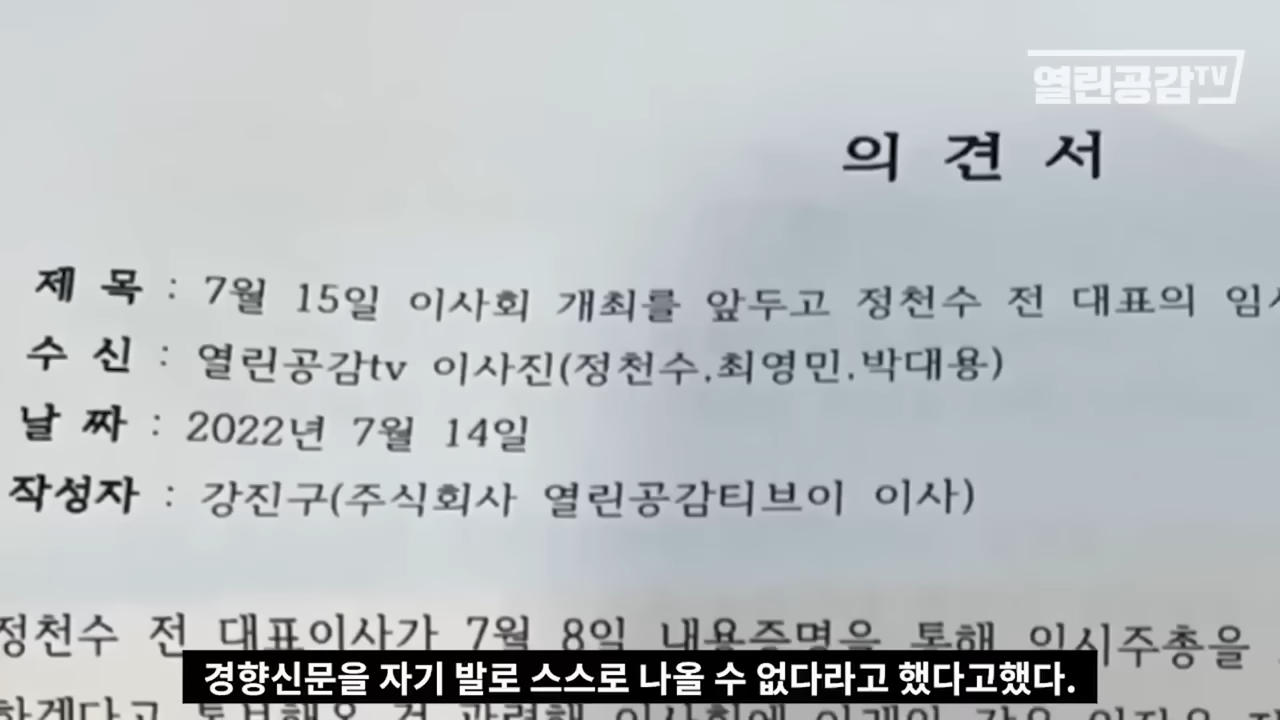 열린공감TV
의 견 서
제 목 : 7월 15일 이사회 개최를 앞두고 정천수 전 대표의
수 신 : 열린공감tv 이사진(정천수.최영민.박대용)
날 짜 : 2022년 7월 14일
작성자 : 강진구(주식회사 열린공감티브이 이사)
정천수 전 대표이사가 7월 8일 내용증명을 통해 임시주총을
경향신문을 자기 발로 스스로 나올 수 없다라고 했다고했다.